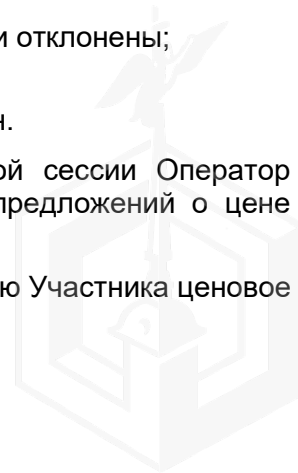 и отклонены;
н.
ой сессии Оператор
предложений о цене
ю Участника ценовое